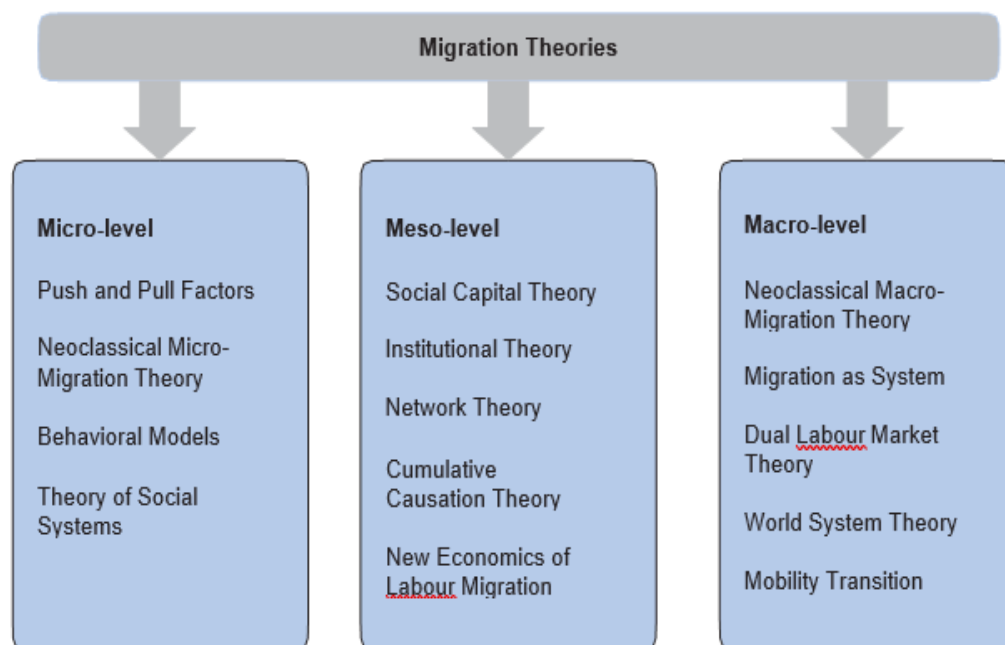 Migration Theories
Micro-level
Push and Pull Factors
Neoclassical Micro-
Migration Theory
Behavioral Models
Theory of Social
Systems
Meso-level
Social Capital Theory
Institutional Theory
Network Theory
Cumulative
Causation Theory
New Economics of
Labour Migration
Macro-level
Neoclassical Macro-
Migration Theory
Migration as System
Dual Labour Market
Theory
World System Theory
Mobility Transition